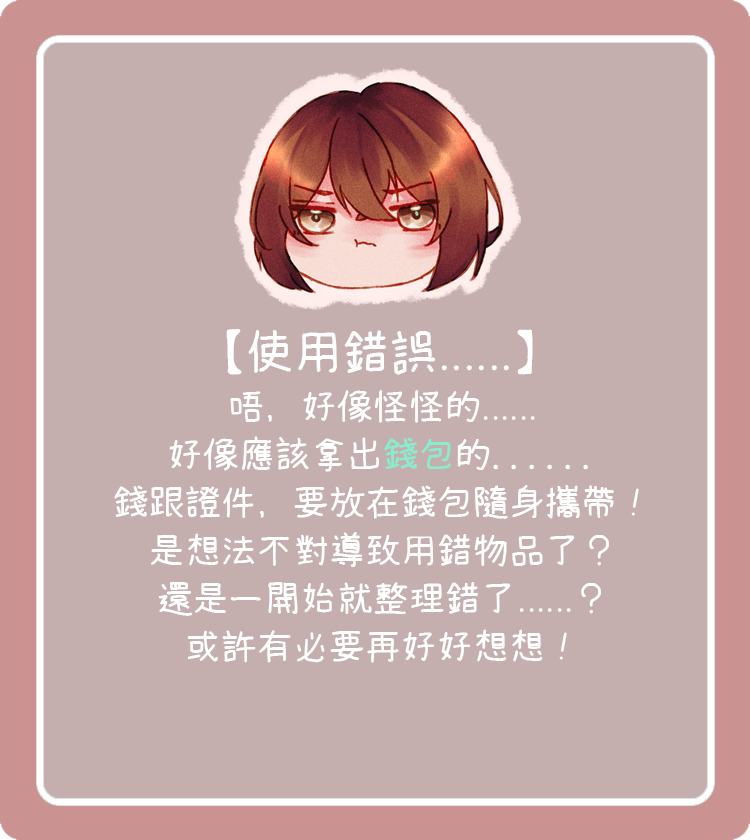 【使用錯誤......】
唔，好像怪怪的......
好像應該拿出錢包的......
錢跟證件，要放在錢包隨身攜帶！
是想法不對導致用錯物品了？
還是一開始就整理錯了......？
或許有必要再好好想想！